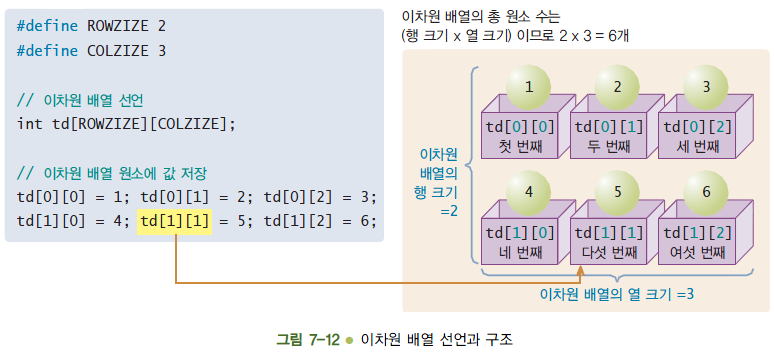 #define ROWZIZE 2
#define COLZIZE 3
// 이차원 배열 선언
int td[ROWZIZE][COLZIZE];
// 이차원 배열 원소에 값 저장
td[0][0] = 1; td[0][1] = 2; td[0][2] = 3;
td[1][0] = 4; td[1][1] = 5; td[1][2] = 6;
이차원 배열의 총 원소 수는
(행 크기 x 열 크기) 이므로 2 x 3 = 6개
이차원
배열의
행 크기
=2
1 2 3
td[0][0] td[0][1] td[0][2]
첫 번째 두 번째 세 번째
4 5 6
td[1][0] td[1][1] td[1][2]
네 번째 다섯 번째 여섯 번째
이차원 배열의 열 크기 =3
그림 7-12 ● 이차원 배열 선언과 구조